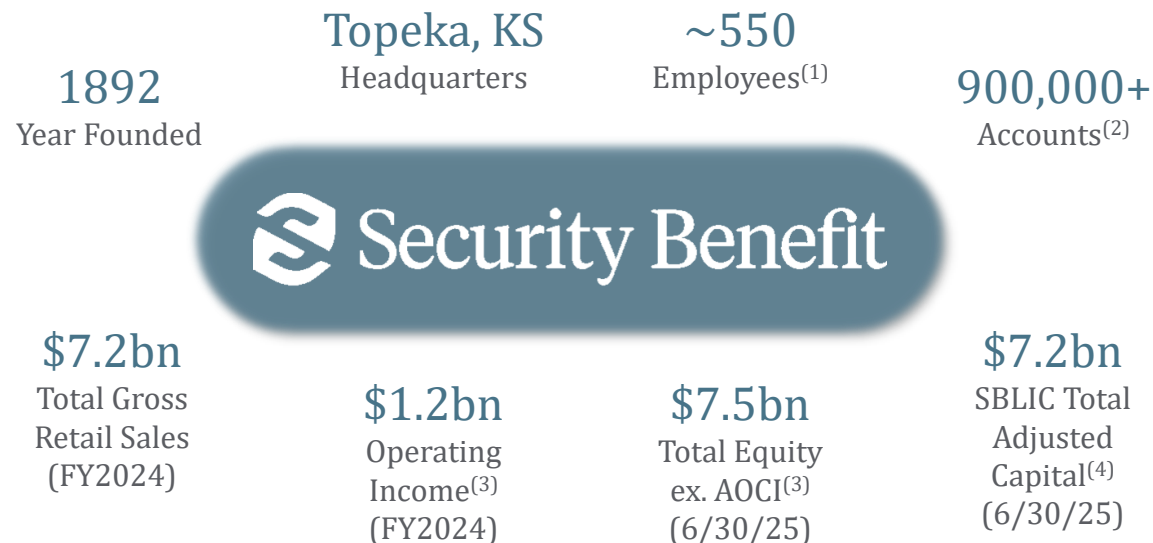 1892
Year Founded
Topeka, KS
Headquarters
~550
Employees(1)
900,000+
Accounts(2)
Security Benefit
$7.2bn
Total Gross
Retail Sales
(FY2024)
$1.2bn
Operating
Income(3)
(FY2024)
$7.5bn
Total Equity
ex. AOCI(3)
(6/30/25)
$7.2bn
SBLIC Total
Adjusted
Capital(4)
(6/30/25)